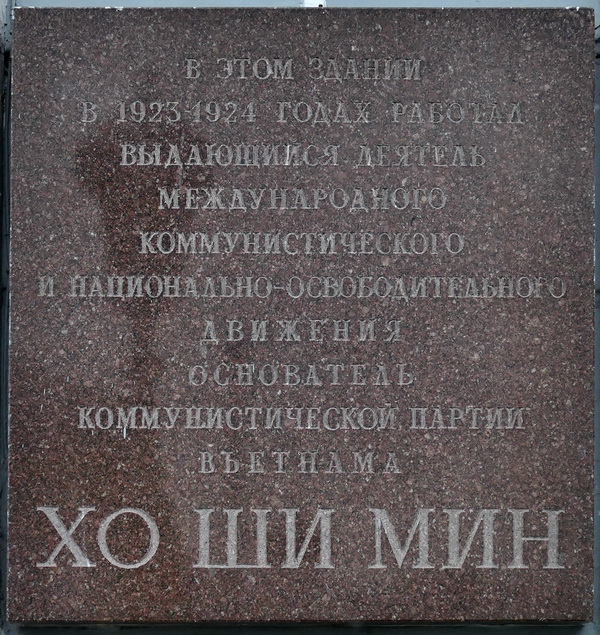 В ЭТОМ ЗДАНИИ
В 1923-1924 ГОДАХ РАБОТАЛ
ВЫДАЮЩИЙСЯ ДЕЯТЕЛЬ
МЕЖДУНАРОДНОГО
КОММУНИСТИЧЕСКОГО
И НАЦИОНАЛЬНО-ОСВОБОДИТЕЛЬНОГО
ДВИЖЕНИЯ
ОСНОВАТЕЛЬ
КОММУНИСТИЧЕСКОЙ ПАРТИИ
ВЬЕТНАМА
ХО ШИ МИН